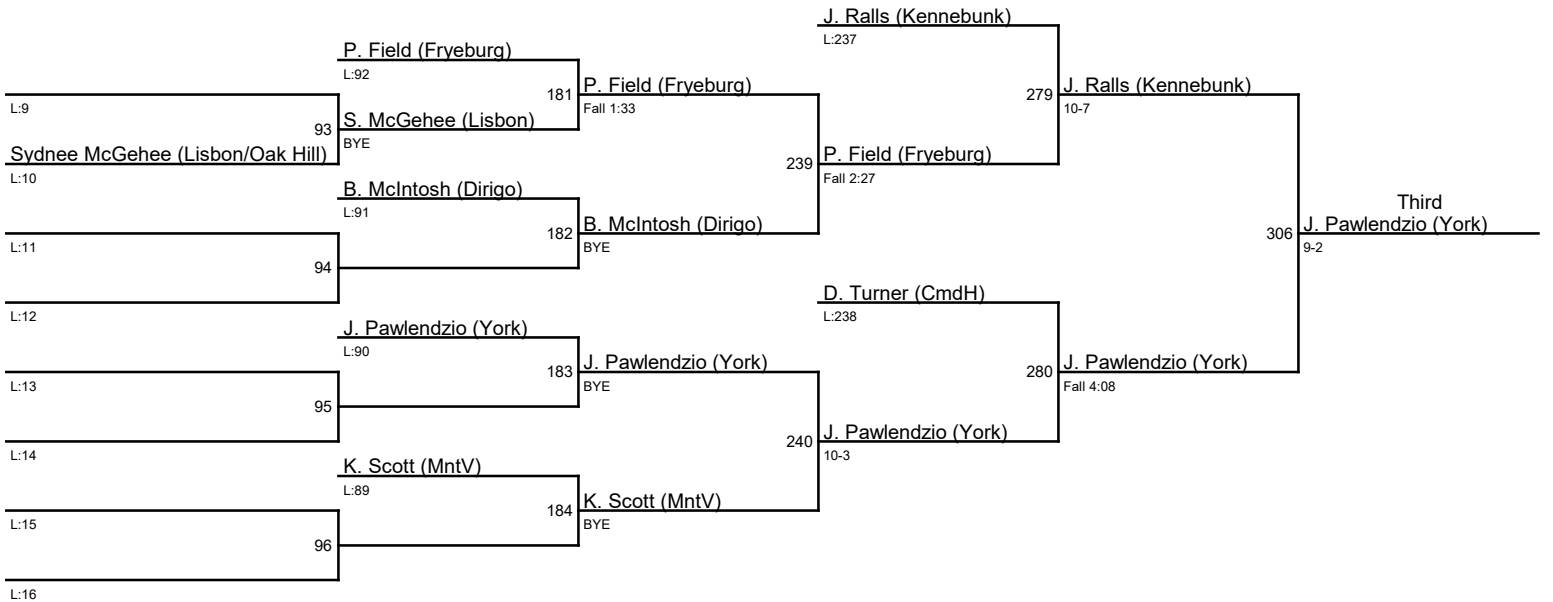 J. Ralls (Kennebunk)
L:237
P. Field (Fryeburg)
L:92
181 P. Field (Fryeburg)
Fall 1:33
279 J. Ralls (Kennebunk)
10-7
L:9
93 S. McGehee (Lisbon)
BYE
Sydnee McGehee (Lisbon/Oak Hill)
L:10
239 P. Field (Fryeburg)
Fall 2:27
B. McIntosh (Dirigo)
L:91
182 B. McIntosh (Dirigo)
BYE
L:11
94
L:12
Third
306 J. Pawlendzio (York)
9-2
D. Turner (CmdH)
L:238
J. Pawlendzio (York)
L:90
183 J. Pawlendzio (York)
BYE
280 J. Pawlendzio (York)
Fall 4:08
L:13
95
L:14
240 J. Pawlendzio (York)
10-3
K. Scott (MntV)
L:89
184 K. Scott (MntV)
BYE
L:15
96
L:16